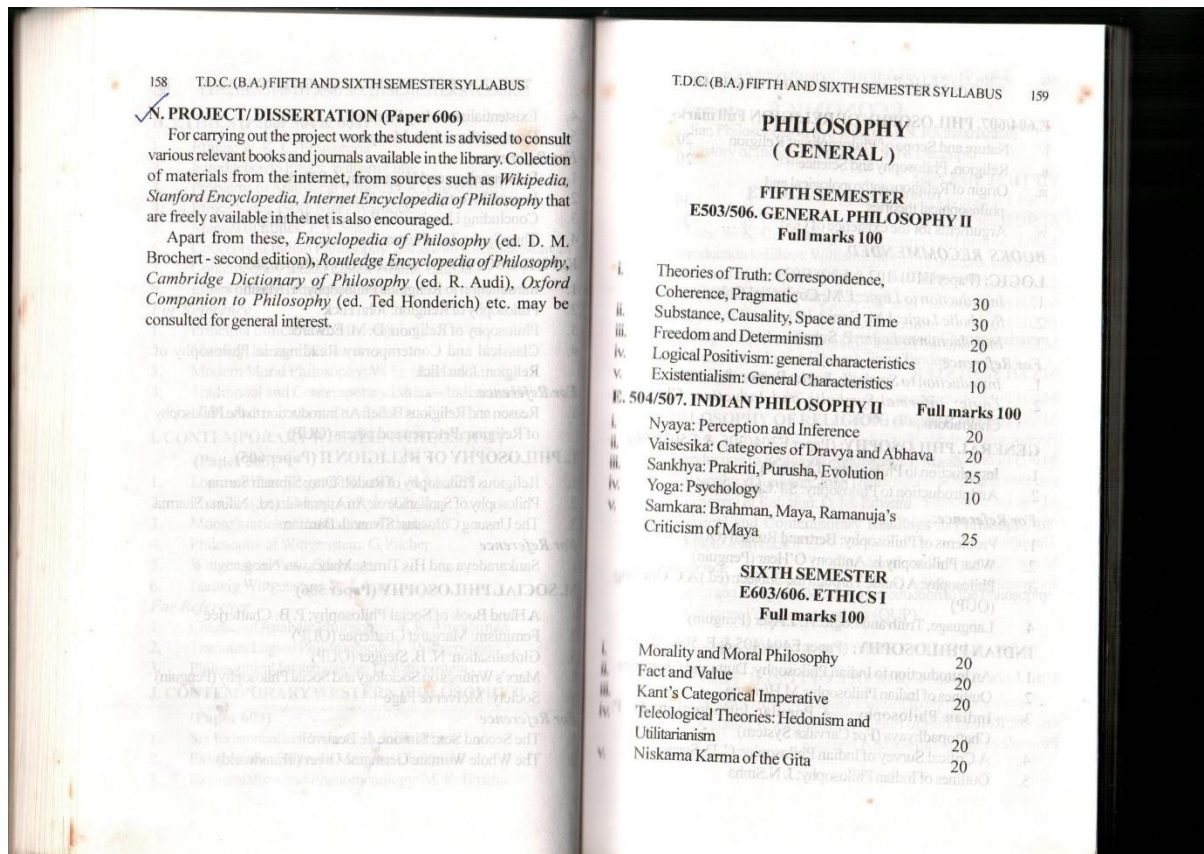 158 T.D.C. (B.A.) FIFTH AND SIXTH SEMESTER SYLLABUS
N. PROJECT/ DISSERTATION (Paper 606)
For carrying out the project work the student is advised to consult
various relevant books and journals available in the library. Collection
of materials from the internet, from sources such as Wikipedia,
Stanford Encyclopedia, Internet Encyclopedia of Philosophy that
are freely available in the net is also encouraged.
Apart from these, Encyclopedia of Philosophy (ed. D. M.
Brochert - second edition), Routledge Encyclopedia of Philosophy,
Cambridge Dictionary of Philosophy (ed. R. Audi), Oxford
Companion to Philosophy (ed. Ted Honderich) etc. may be
consulted for general interest.
T.D.C. (B.A.) FIFTH AND SIXTH SEMESTER SYLLABUS 159
PHILOSOPHY
( GENERAL )
FIFTH SEMESTER
E503/506. GENERAL PHILOSOPHY II
Full marks 100
i. Theories of Truth: Correspondence,
Coherence, Pragmatic 30
ii. Substance, Causality, Space and Time 30
iii. Freedom and Determinism 20
iv. Logical Positivism: general characteristics 10
v. Existentialism: General Characteristics 10
E. 504/507. INDIAN PHILOSOPHY II Full marks 100
i. Nyaya: Perception and Inference 20
ii. Vaisesika: Categories of Dravya and Abhava 20
iii. Sankhya: Prakriti, Purusha, Evolution 25
iv. Yoga: Psychology 10
v. Samkara: Brahman, Maya, Ramanuja's
Criticism of Maya 25
SIXTH SEMESTER
E603/606. ETHICS I
Full marks 100
i. Morality and Moral Philosophy 20
ii. Fact and Value 20
iii. Kant's Categorical Imperative 20
iv. Teleological Theories: Hedonism and
Utilitarianism 20
v. Niskama Karma of the Gita 20